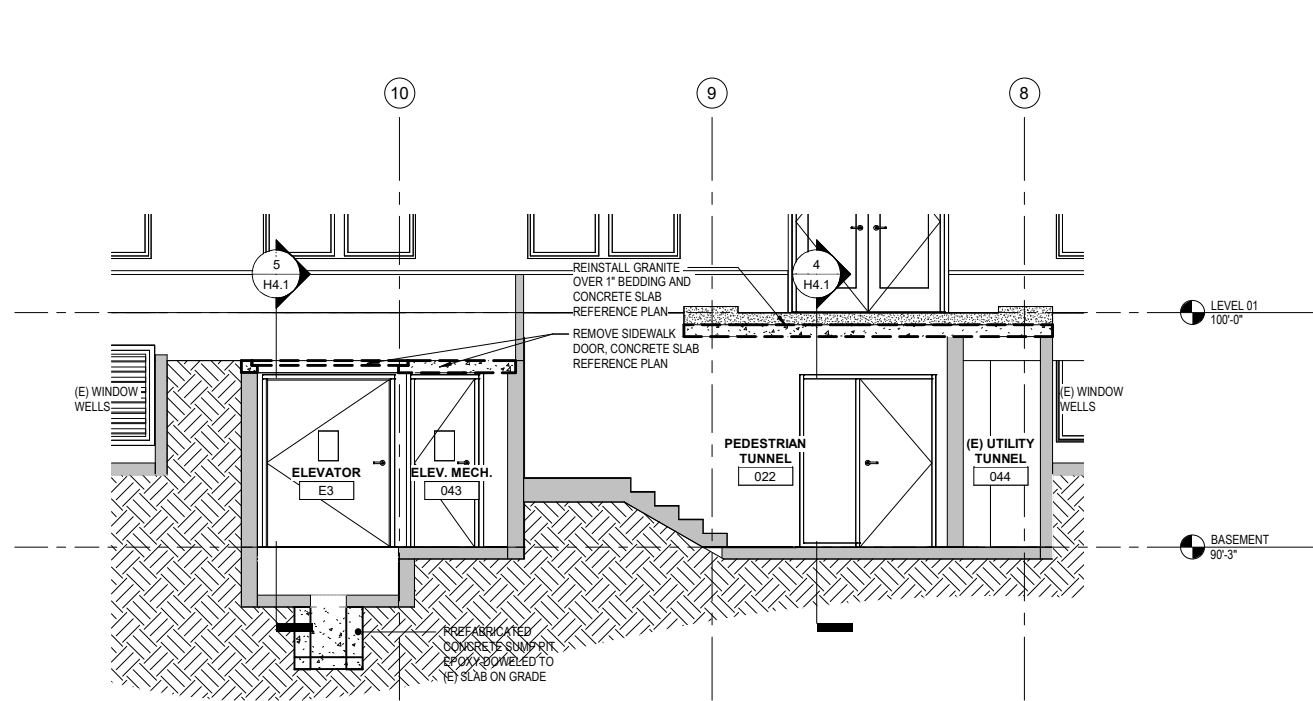 10
9
8
5
H4.1
4
H4.1
REINSTALL GRANITE
OVER 1" BEDDING AND
CONCRETE SLAB
REFERENCE PLAN
LEVEL 01
100'-0"
REMOVE SIDEWALK
DOOR, CONCRETE SLAB
REFERENCE PLAN
(E) WINDOW
WELLS
(E) WINDOW
WELLS
ELEVATOR
E3
ELEV. MECH.
043
PEDESTRIAN
TUNNEL
022
(E) UTILITY
TUNNEL
044
BASEMENT
90'-3"
PREFABRICATED
CONCRETE SUMP PIT
EPOXY-DOWELED TO
(E) SLAB ON GRADE